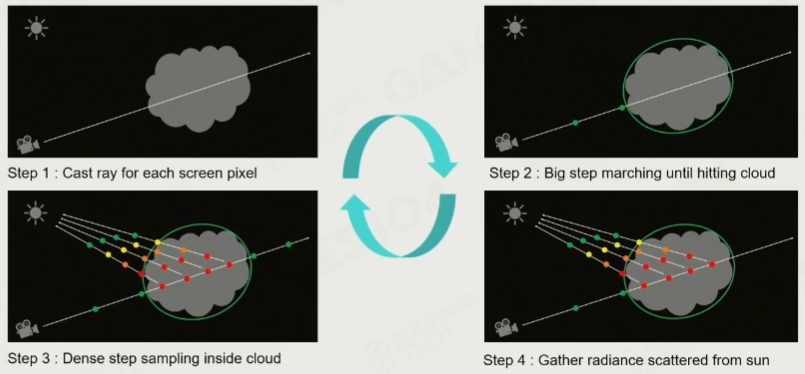 Step 1 : Cast ray for each screen pixel
Step 2 : Big step marching until hitting cloud
Step 3 : Dense step sampling inside cloud
Step 4 : Gather radiance scattered from sun